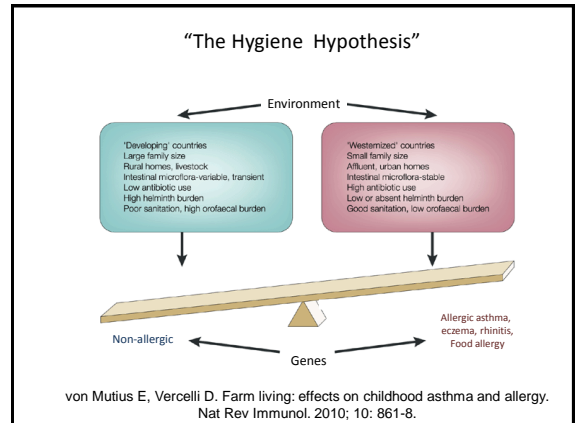 “The Hygiene Hypothesis”
Environment
'Developing' countries
Large family size
Rural homes, livestock
Intestinal microflora-variable, transient
Low antibiotic use
High helminth burden
Poor sanitation, high orofaecal burden
'Westernized' countries
Small family size
Affluent, urban homes
Intestinal microflora-stable
High antibiotic use
Low or absent helminth burden
Good sanitation, low orofaecal burden
Non-allergic
Allergic asthma,
eczema, rhinitis,
Food allergy
Genes
von Mutius E, Vercelli D. Farm living: effects on childhood asthma and allergy.
Nat Rev Immunol. 2010; 10: 861-8.